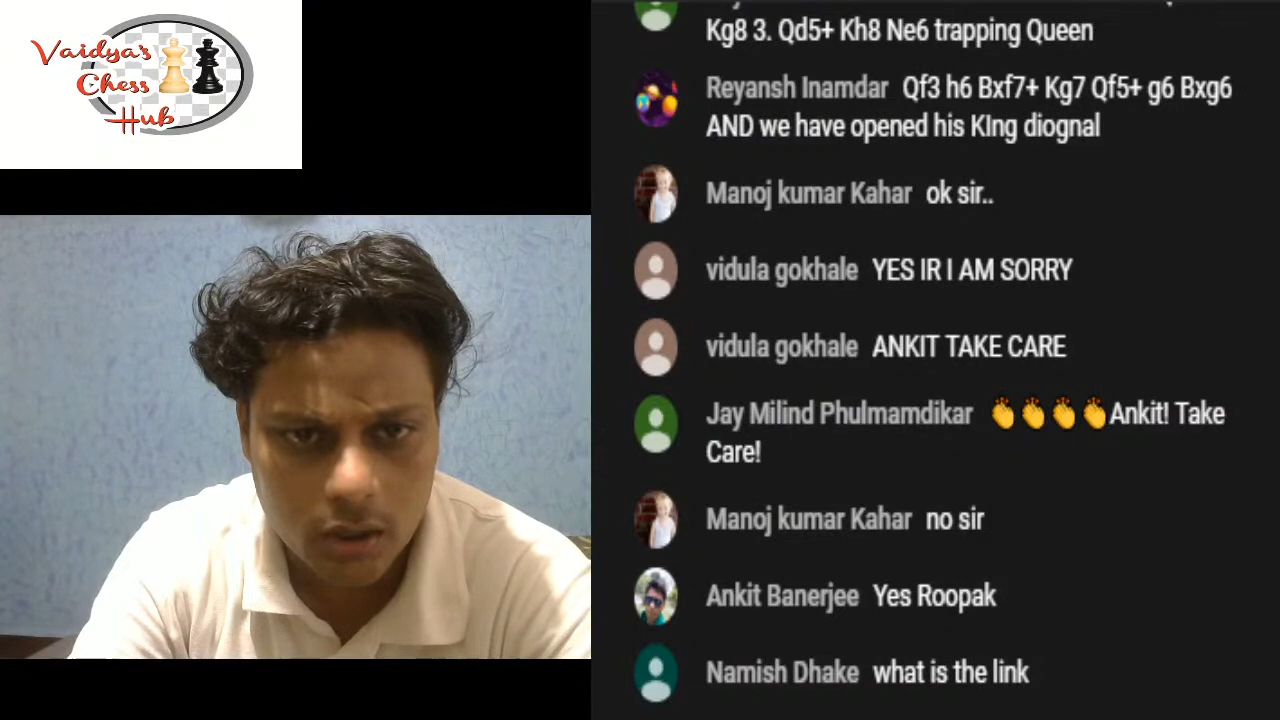 Vaidya's
Chess
Hub
Kg8 3. Qd5+ Kh8 Ne6 trapping Queen
Reyansh Inamdar Qf3 h6 Bxf7+ Kg7 Qf5+ g6 Bxg6
AND we have opened his KIng diognal
Manoj kumar Kahar ok sir..
vidula gokhale YES IR I AM SORRY
vidula gokhale ANKIT TAKE CARE
Jay Milind Phulmamdikar 👏👏👏👏Ankit! Take
Care!
Manoj kumar Kahar no sir
Ankit Banerjee Yes Roopak
Namish Dhake what is the link